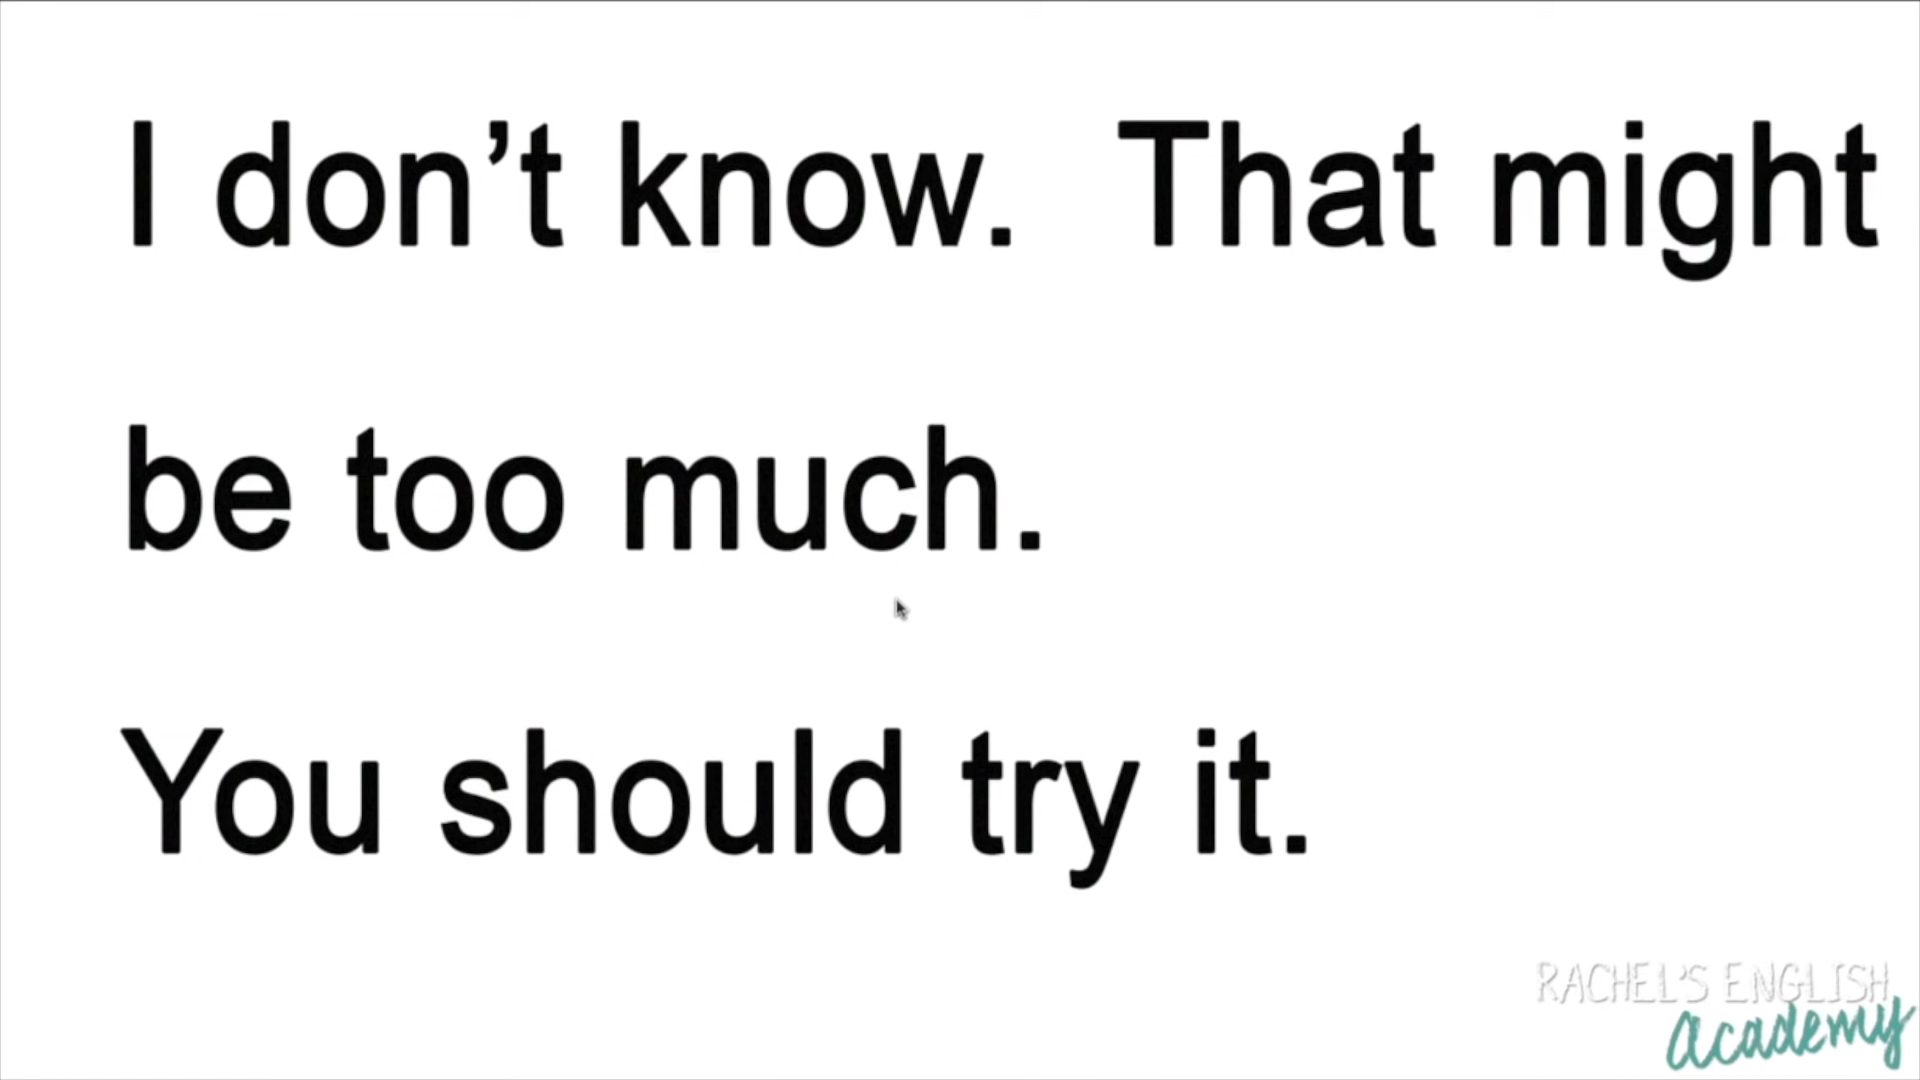 I don’t know.  That might
be too much.
You should try it.
RACHEL'S ENGLISH
academy